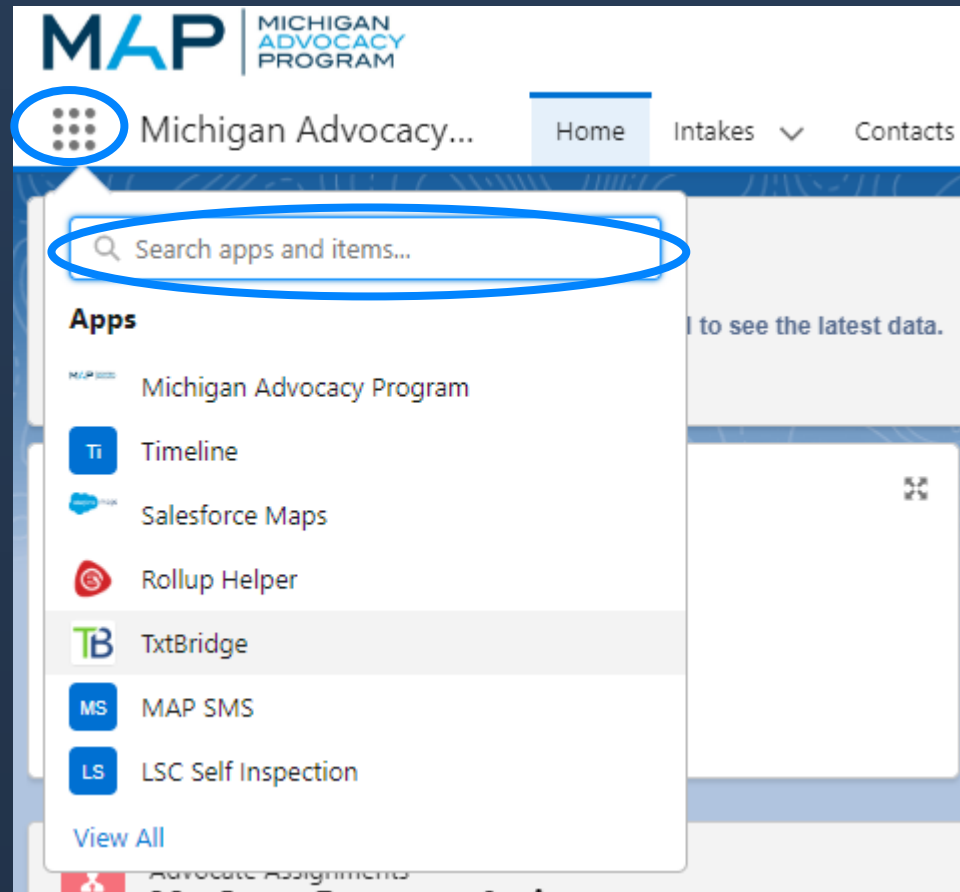 MAP
MICHIGAN
ADVOCACY
PROGRAM
Michigan Advocacy... Home Intakes Contacts
Search apps and items...
Apps
to see the latest data.
MAP
Michigan Advocacy Program
Ti Timeline
Salesforce Maps
Rollup Helper
TB TxtBridge
MS MAP SMS
LS LSC Self Inspection
View All
Advocate Assignments